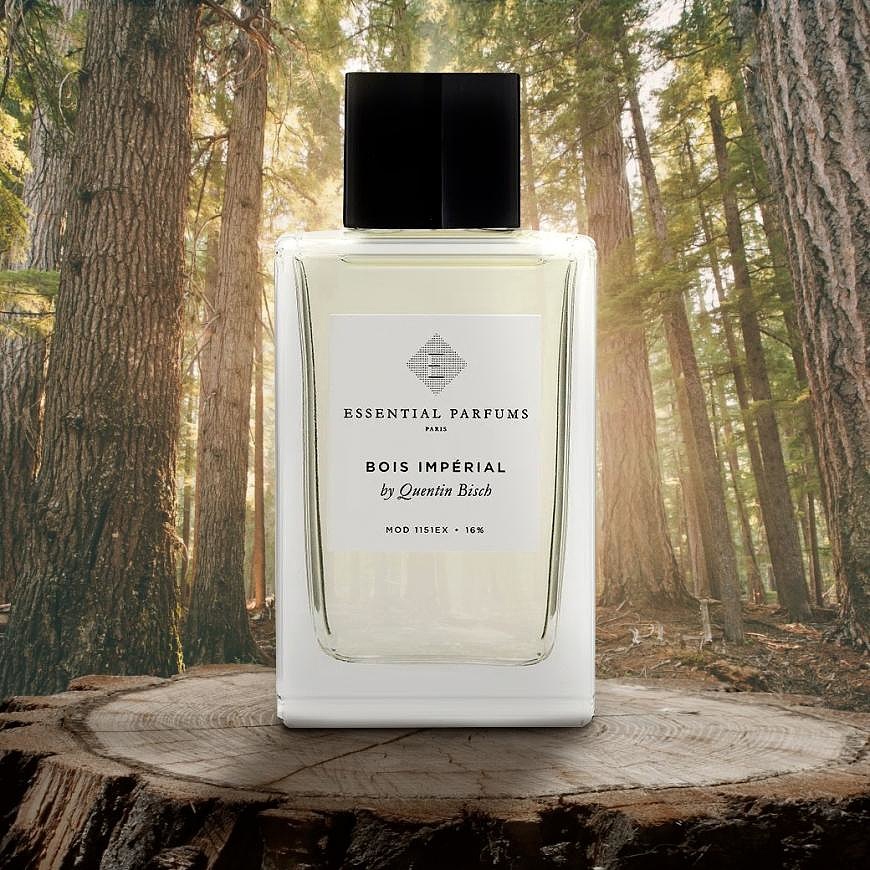 E
ESSENTIAL PARFUMS
PARIS
BOIS IMPÉRIAL
by Quentin Bisch
MOD 1151EX • 16%